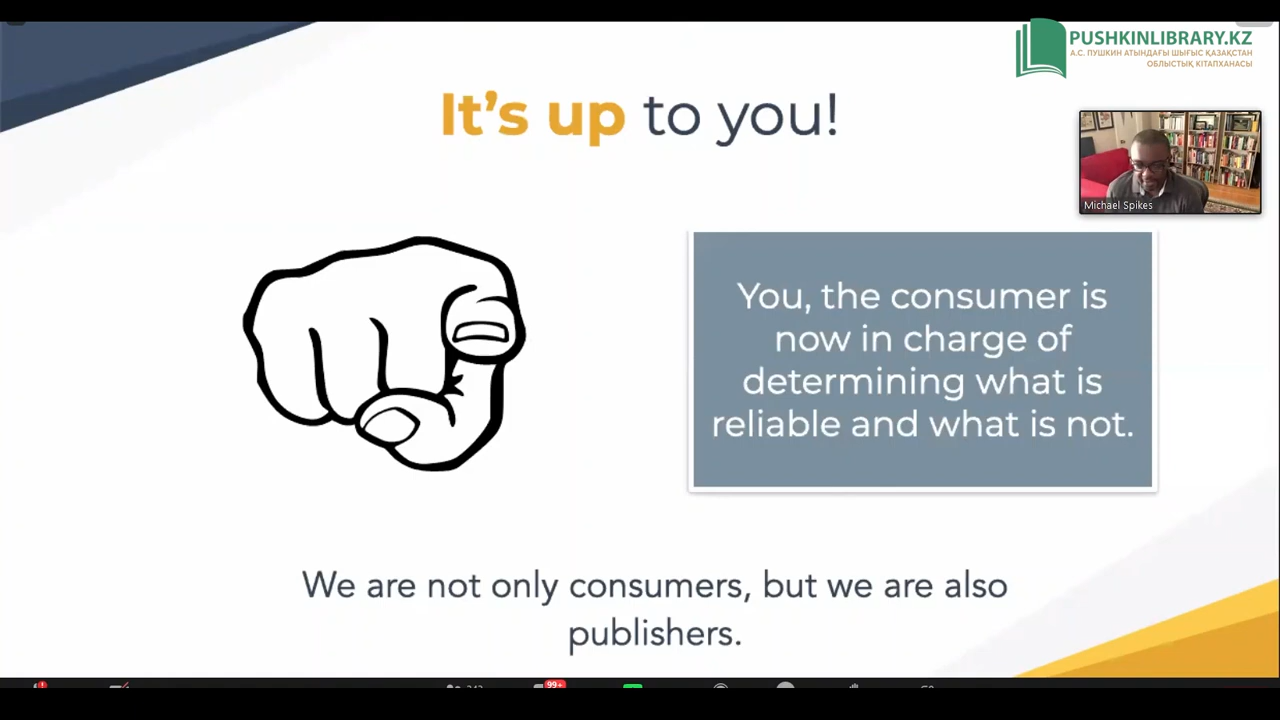 PUSHKINLIBRARY.KZ
А.С. ПУШКИН АТЫНДАҒЫ ШЫҒЫС ҚАЗАҚСТАН
ОБЛЫСТЫҚ КІТАПХАНАСЫ
It's up to you!
Michael Spikes
You, the consumer is
now in charge of
determining what is
reliable and what is not.
We are not only consumers, but we are also
publishers.
99+